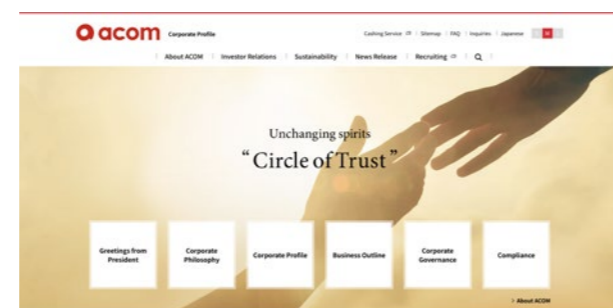 acom Corporate Profile
Cashing Service | Sitemap | FAQ | Inquiries | Japanese
About ACOM | Investor Relations | Sustainability | News Release | Recruiting
Unchanging spirits
“Circle of Trust”
Greetings from
President
Corporate
Philosophy
Corporate Profile
Business Outline
Corporate
Governance
Compliance
About ACOM